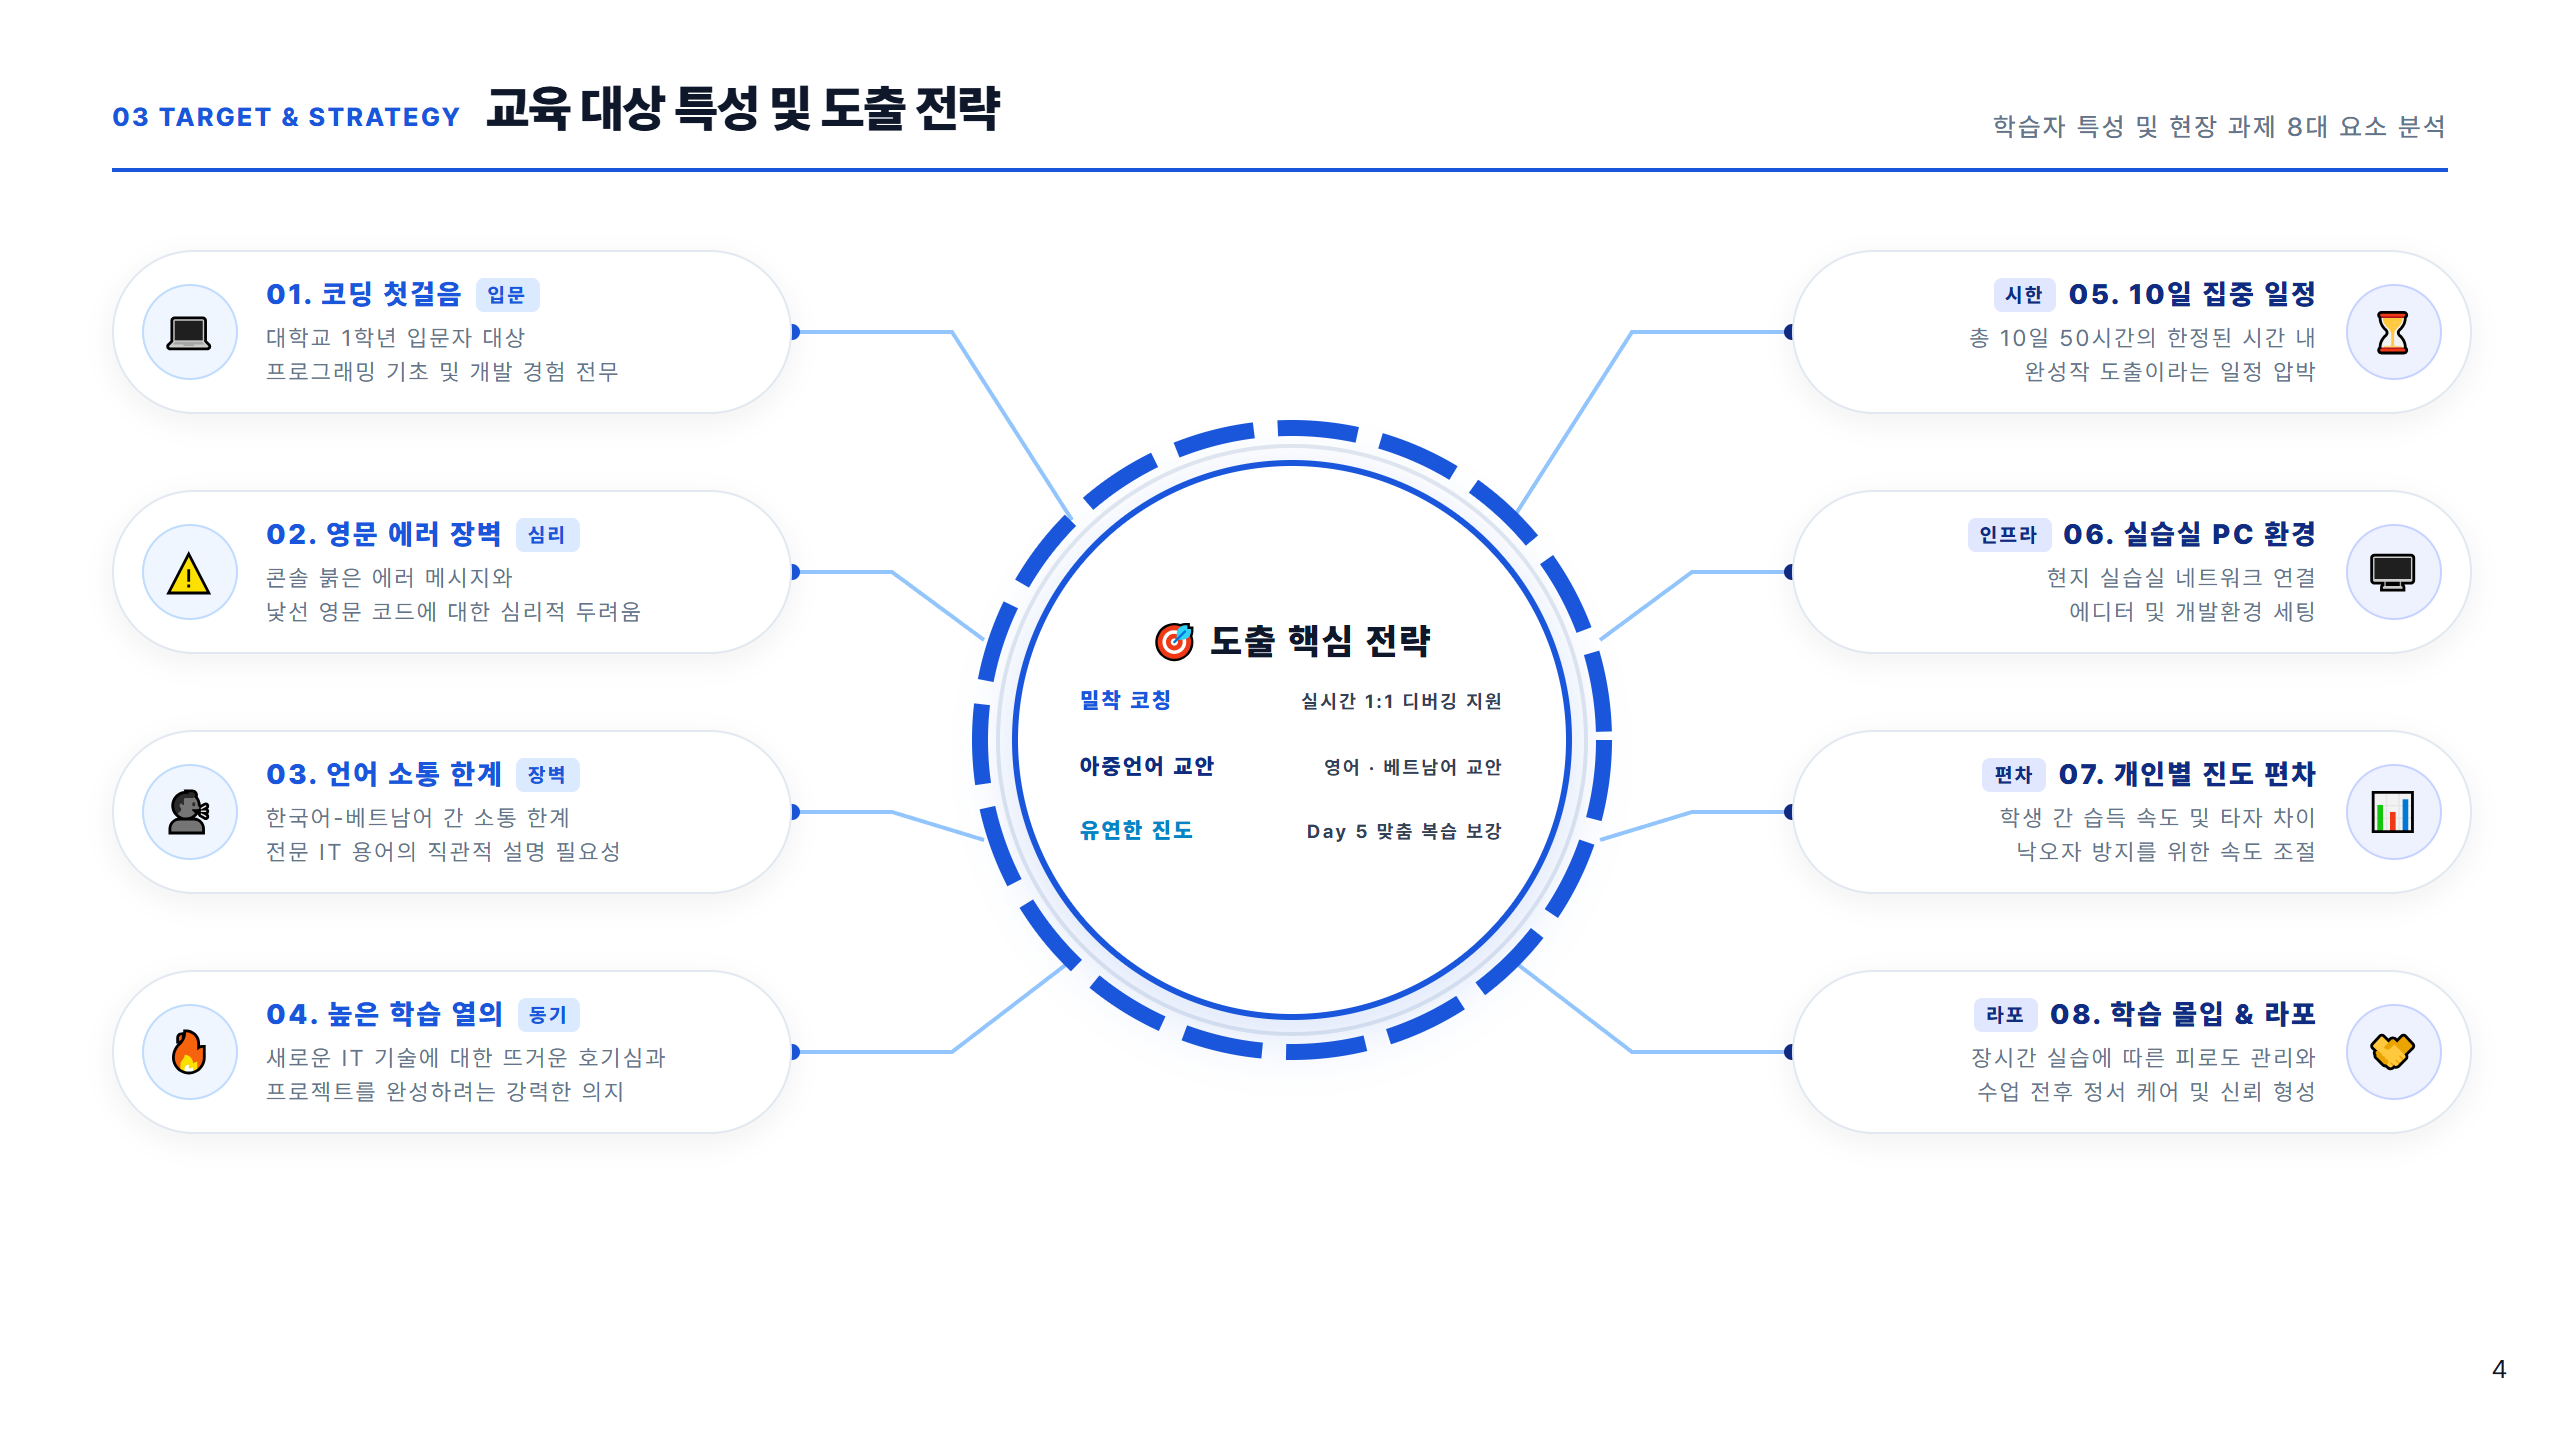 03 TARGET & STRATEGY 교육 대상 특성 및 도출 전략
학습자 특성 및 현장 과제 8대 요소 분석
01. 코딩 첫걸음 입문
대학교 1학년 입문자 대상
프로그래밍 기초 및 개발 경험 전무
02. 영문 에러 장벽 심리
콘솔 붉은 에러 메시지와
낯선 영문 코드에 대한 심리적 두려움
03. 언어 소통 한계 장벽
한국어-베트남어 간 소통 한계
전문 IT 용어의 직관적 설명 필요성
04. 높은 학습 열의 동기
새로운 IT 기술에 대한 뜨거운 호기심과
프로젝트를 완성하려는 강력한 의지
도출 핵심 전략
밀착 코칭 실시간 1:1 디버깅 지원
아중언어 교안 영어 · 베트남어 교안
유연한 진도 Day 5 맞춤 복습 보강
시한 05. 10일 집중 일정
총 10일 50시간의 한정된 시간 내
완성작 도출이라는 일정 압박
인프라 06. 실습실 PC 환경
현지 실습실 네트워크 연결
에디터 및 개발환경 세팅
편차 07. 개인별 진도 편차
학생 간 습득 속도 및 타자 차이
낙오자 방지를 위한 속도 조절
라포 08. 학습 몰입 & 라포
장시간 실습에 따른 피로도 관리와
수업 전후 정서 케어 및 신뢰 형성
4